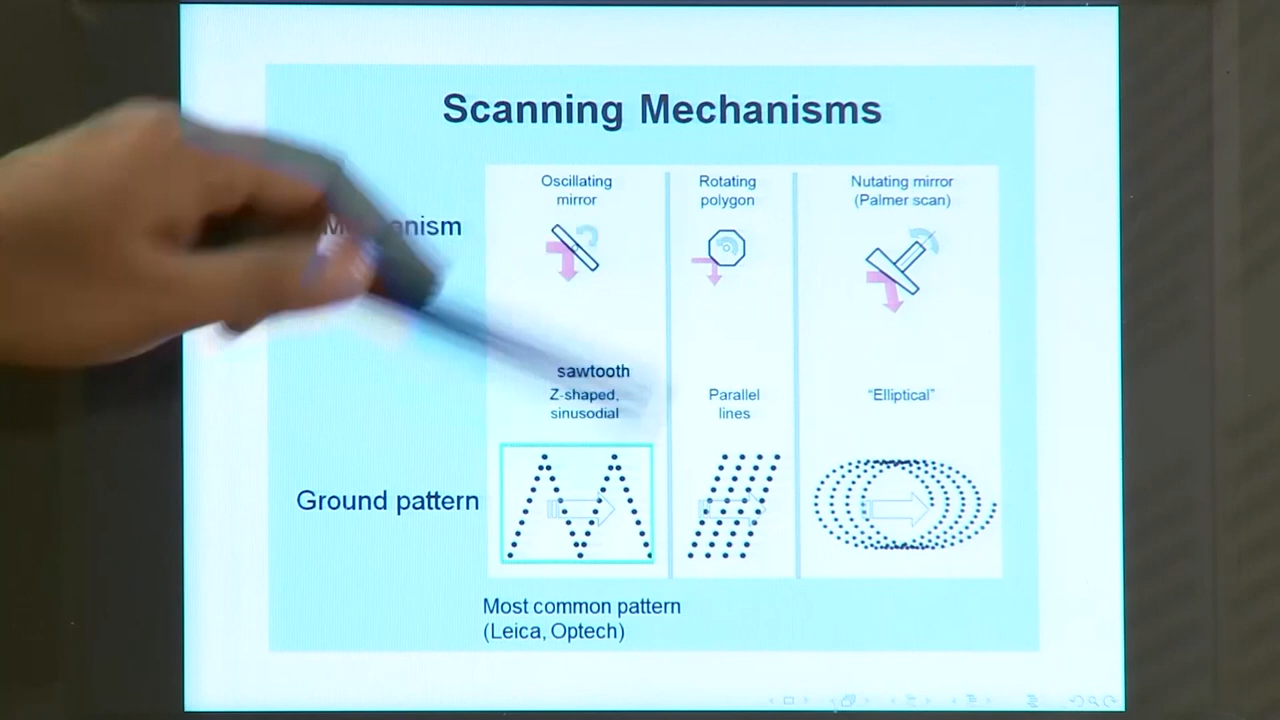 Scanning Mechanisms
Oscillating
mirror
Rotating
polygon
Nutating mirror
(Palmer scan)
Mechanism
sawtooth
Z-shaped,
sinusodial
Parallel
lines
"Elliptical"
Ground pattern
Most common pattern
(Leica, Optech)